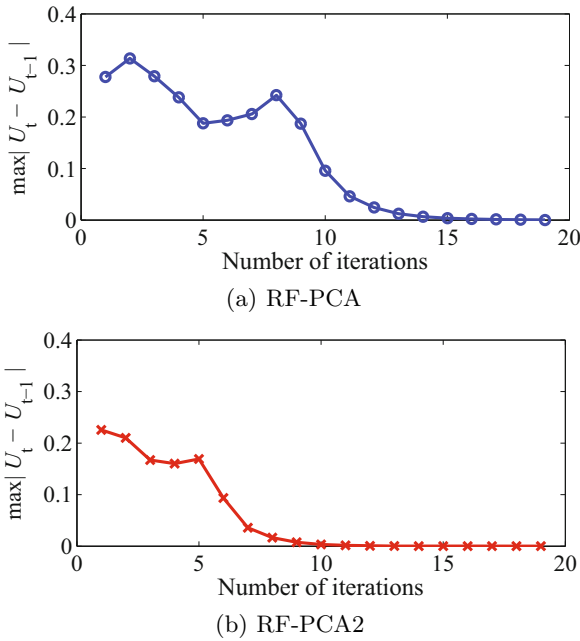 0.4
0.3
0.2
0.1
0
max| U_t − U_{t−1} |
0 5 10 15 20
Number of iterations
(a) RF-PCA
0.4
0.3
0.2
0.1
0
max| U_t − U_{t−1} |
0 5 10 15 20
Number of iterations
(b) RF-PCA2